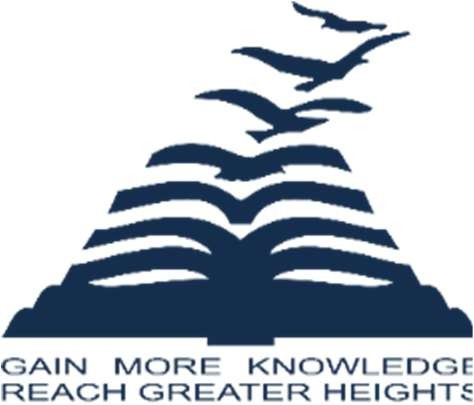 GAIN MORE KNOWLEDGE
REACH GREATER HEIGHTS